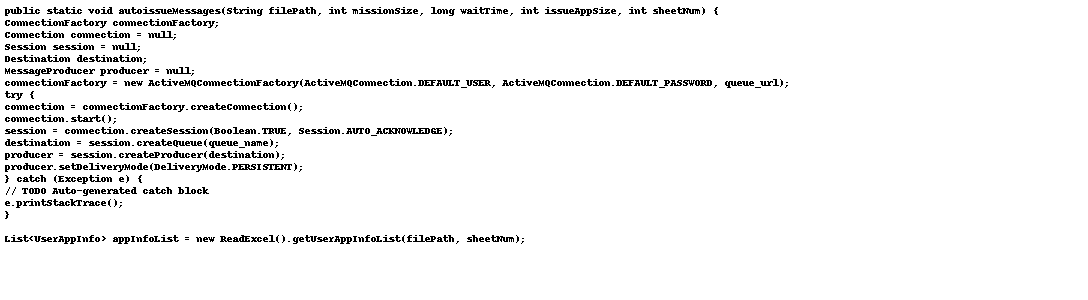 public static void autoissueMessages(String filePath, int missionSize, long waitTime, int issueAppSize, int sheetNum) {
ConnectionFactory connectionFactory;
Connection connection = null;
Session session = null;
Destination destination;
MessageProducer producer = null;
connectionFactory = new ActiveMQConnectionFactory(ActiveMQConnection.DEFAULT_USER, ActiveMQConnection.DEFAULT_PASSWORD, queue_url);
try {
connection = connectionFactory.createConnection();
connection.start();
session = connection.createSession(Boolean.TRUE, Session.AUTO_ACKNOWLEDGE);
destination = session.createQueue(queue_name);
producer = session.createProducer(destination);
producer.setDeliveryMode(DeliveryMode.PERSISTENT);
} catch (Exception e) {
// TODO Auto-generated catch block
e.printStackTrace();
}
List<UserAppInfo> appInfoList = new ReadExcel().getUserAppInfoList(filePath, sheetNum);